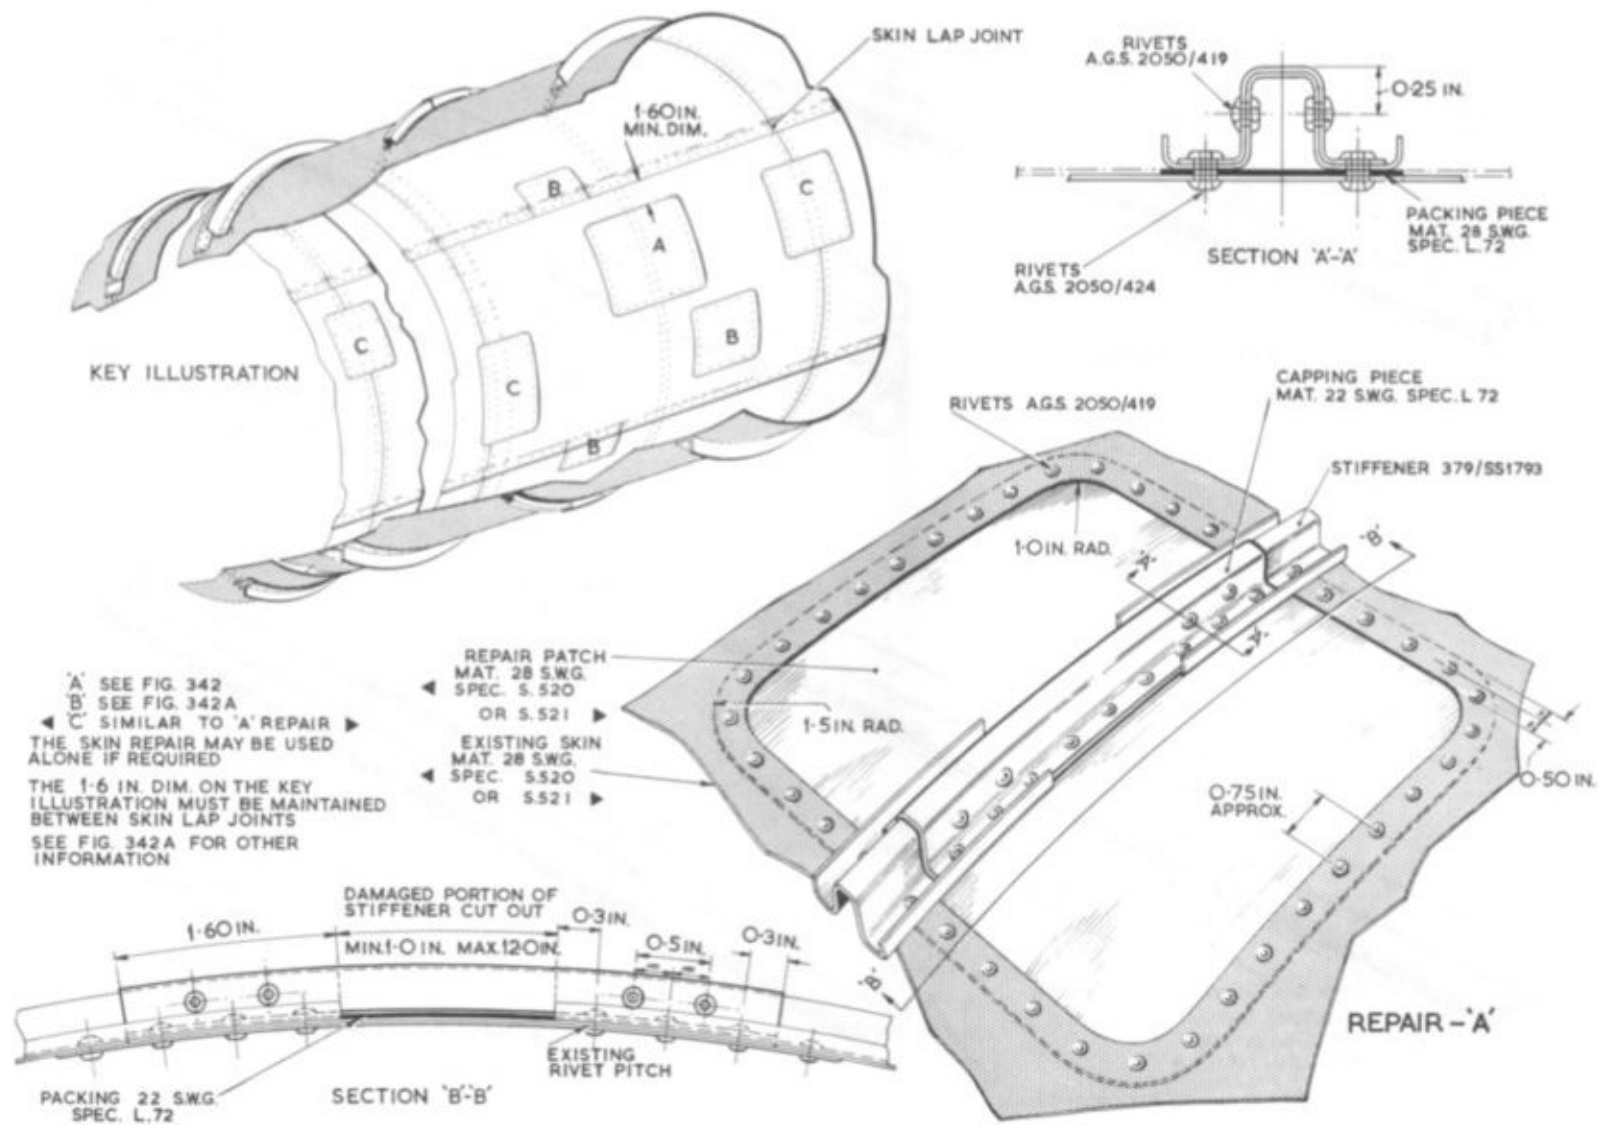 SKIN LAP JOINT
1·60 IN.
MIN. DIM.
B
A
C
B
C
C
B
KEY ILLUSTRATION
RIVETS
A.G.S. 2050/419
0·25 IN.
PACKING PIECE
MAT. 28 S.W.G.
SPEC. L.72
SECTION 'A'-'A'
RIVETS
A.G.S. 2050/424
CAPPING PIECE
MAT. 22 S.W.G. SPEC. L 72
RIVETS A.G.S. 2050/419
STIFFENER 379/SS1793
1·0 IN. RAD.
'A'
'B'
'A'
REPAIR PATCH
MAT. 28 S.W.G.
◄ SPEC. S.520
OR S.521 ►
1·5 IN. RAD.
EXISTING SKIN
MAT. 28 S.W.G.
◄ SPEC. S.520
OR S.521 ►
0·50 IN.
0·75 IN.
APPROX.
'B'
REPAIR - 'A'
'A' SEE FIG. 342
'B' SEE FIG. 342A
◄ 'C' SIMILAR TO 'A' REPAIR ►
THE SKIN REPAIR MAY BE USED
ALONE IF REQUIRED
THE 1·6 IN. DIM. ON THE KEY
ILLUSTRATION MUST BE MAINTAINED
BETWEEN SKIN LAP JOINTS
SEE FIG. 342A FOR OTHER
INFORMATION
1·60 IN.
DAMAGED PORTION OF
STIFFENER CUT OUT
MIN. 1·0 IN. MAX. 12·0 IN.
0·3 IN.
0·5 IN.
0·3 IN.
EXISTING
RIVET PITCH
PACKING 22 S.W.G.
SPEC. L.72
SECTION 'B'-'B'